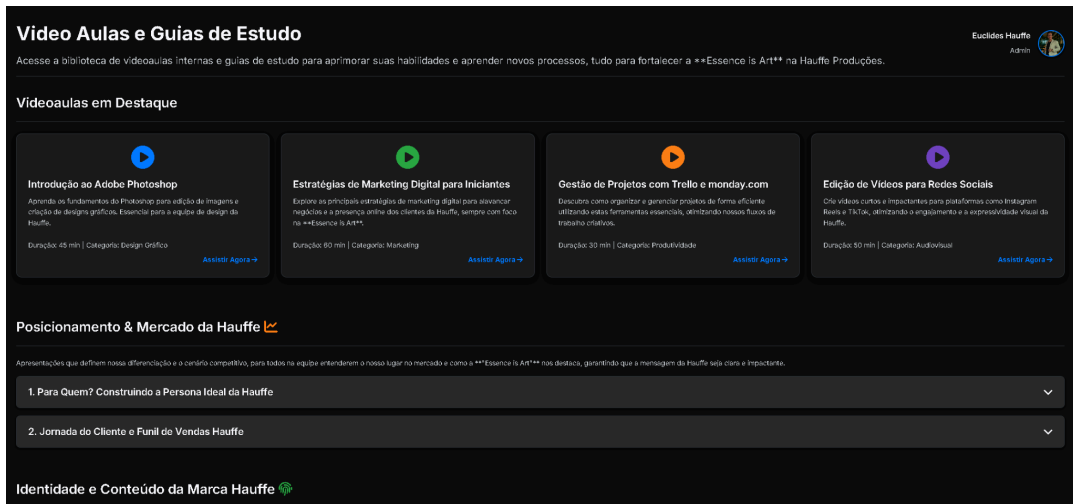 Video Aulas e Guias de Estudo
Euclides Hauffe
Admin
Acesse a biblioteca de videoaulas internas e guias de estudo para aprimorar suas habilidades e aprender novos processos, tudo para fortalecer a **Essence is Art** na Hauffe Produções.
Videoaulas em Destaque
Introdução ao Adobe Photoshop
Aprenda os fundamentos do Photoshop para edição de imagens e
criação de designs gráficos. Essencial para a equipe de design da
Hauffe.
Duração: 45 min | Categoria: Design Gráfico
Assistir Agora→
Estratégias de Marketing Digital para Iniciantes
Explore as principais estratégias de marketing digital para alavancar
negócios e a presença online dos clientes da Hauffe, sempre com foco
na **Essence is Art**.
Duração: 60 min | Categoria: Marketing
Assistir Agora→
Gestão de Projetos com Trello e monday.com
Descubra como organizar e gerenciar projetos de forma eficiente
utilizando estas ferramentas essenciais, otimizando nossos fluxos de
trabalho criativos.
Duração: 30 min | Categoria: Produtividade
Assistir Agora→
Edição de Vídeos para Redes Sociais
Crie vídeos curtos e impactantes para plataformas como Instagram
Reels e TikTok, otimizando o engajamento e a expressividade visual da
Hauffe.
Duração: 50 min | Categoria: Audiovisual
Assistir Agora→
Posicionamento & Mercado da Hauffe
Apresentações que definem nossa diferenciação e o cenário competitivo, para todos na equipe entenderem o nosso lugar no mercado e como a **"Essence is Art"** nos destaca, garantindo que a mensagem da Hauffe seja clara e impactante.
1. Para Quem? Construindo a Persona Ideal da Hauffe
2. Jornada do Cliente e Funil de Vendas Hauffe
Identidade e Conteúdo da Marca Hauffe